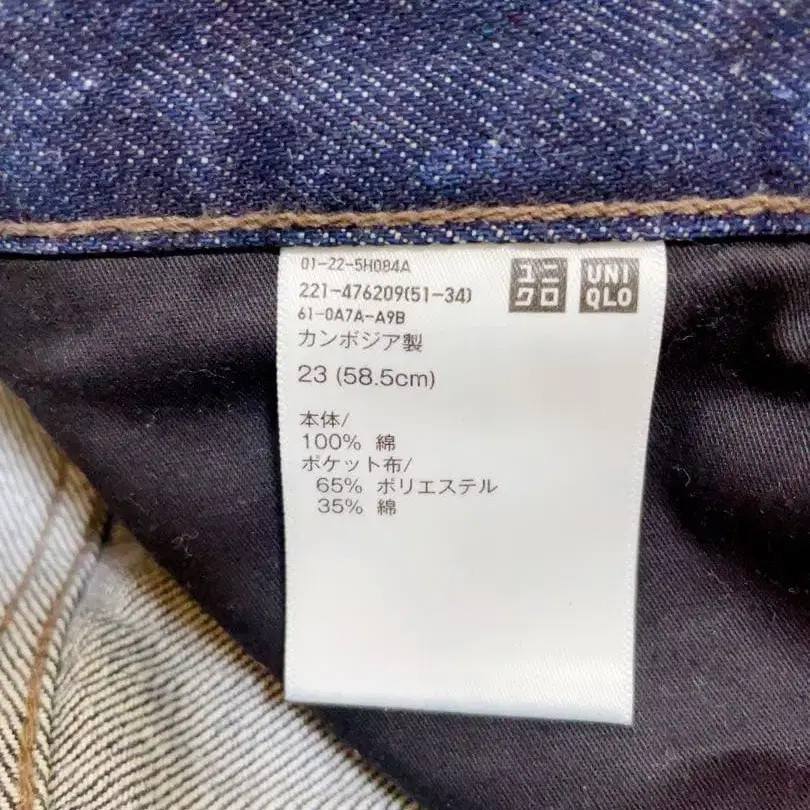 01-22-5H084A
221-476209(51-34)
61-0A7A-A9B
カンボジア製
23 (58.5cm)
本体/
100% 綿
ポケット布/
65% ポリエステル
35% 綿
ユニ
クロ
UNI
QLO